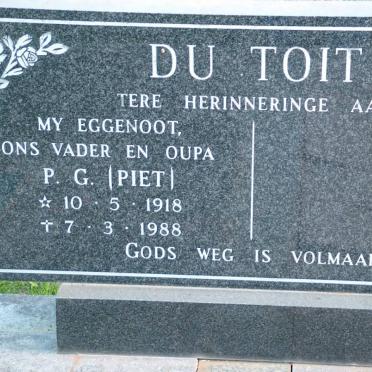 DU TOIT
TERE HERINNERINGE AA
MY EGGENOOT,
ONS VADER EN OUPA
P. G. (PIET)
☆ 10 · 5 · 1918
✝ 7 · 3 · 1988
GODS WEG IS VOLMAA